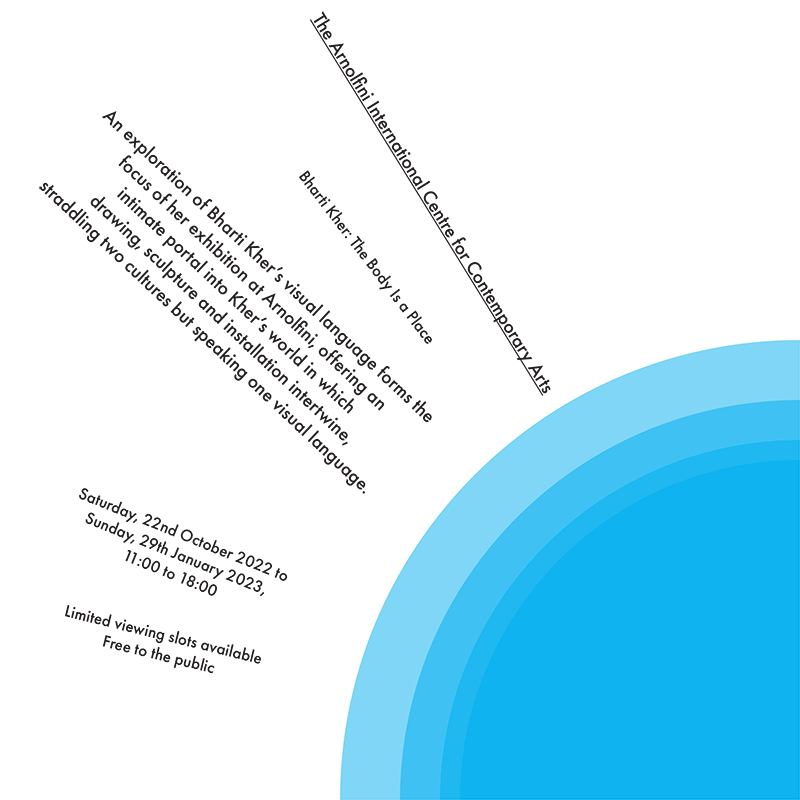 The Arnolfini International Centre for Contemporary Arts
Bharti Kher: The Body Is a Place
An exploration of Bharti Kher's visual language forms the
focus of her exhibition at Arnolfini, offering an
intimate portal into Kher's world in which
drawing, sculpture and installation intertwine,
straddling two cultures but speaking one visual language.
Saturday, 22nd October 2022 to
Sunday, 29th January 2023,
11:00 to 18:00
Limited viewing slots available
Free to the public